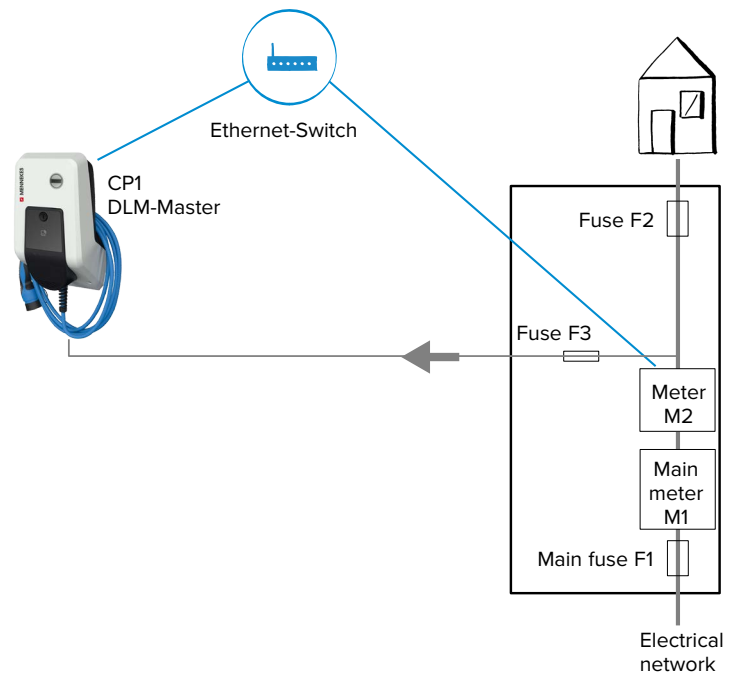 Ethernet-Switch
MENNEKES
CP1
DLM-Master
Fuse F2
Fuse F3
Meter
M2
Main
meter
M1
Main fuse F1
Electrical
network